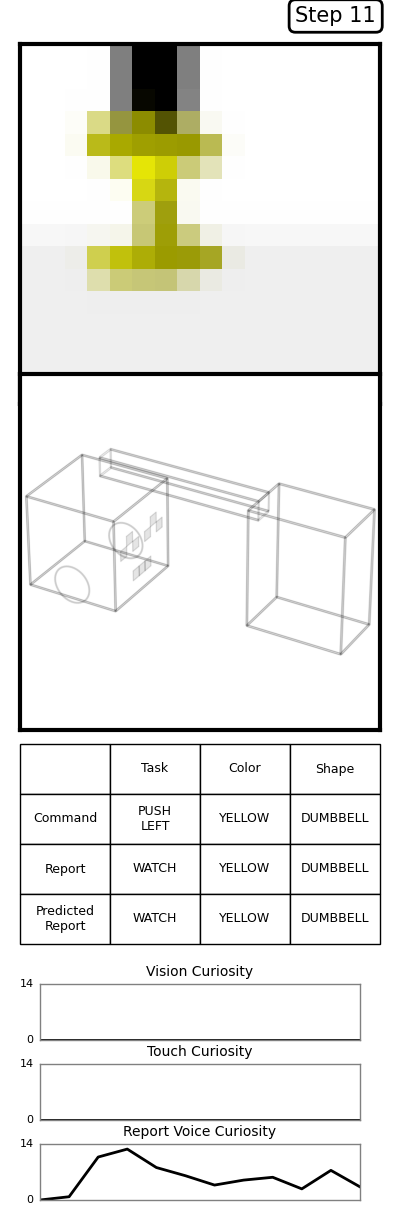 Step 11
Task Color Shape
Command PUSH LEFT YELLOW DUMBBELL
Report WATCH YELLOW DUMBBELL
Predicted Report WATCH YELLOW DUMBBELL
Vision Curiosity
14
0
Touch Curiosity
14
0
Report Voice Curiosity
14
0